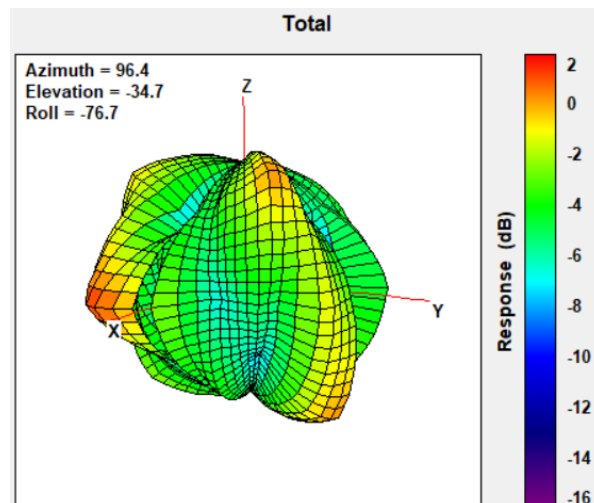 Total
Azimuth = 96.4
Elevation = -34.7
Roll = -76.7
Z
X
Y
2
0
-2
-4
-6
-8
-10
-12
-14
-16
Response (dB)